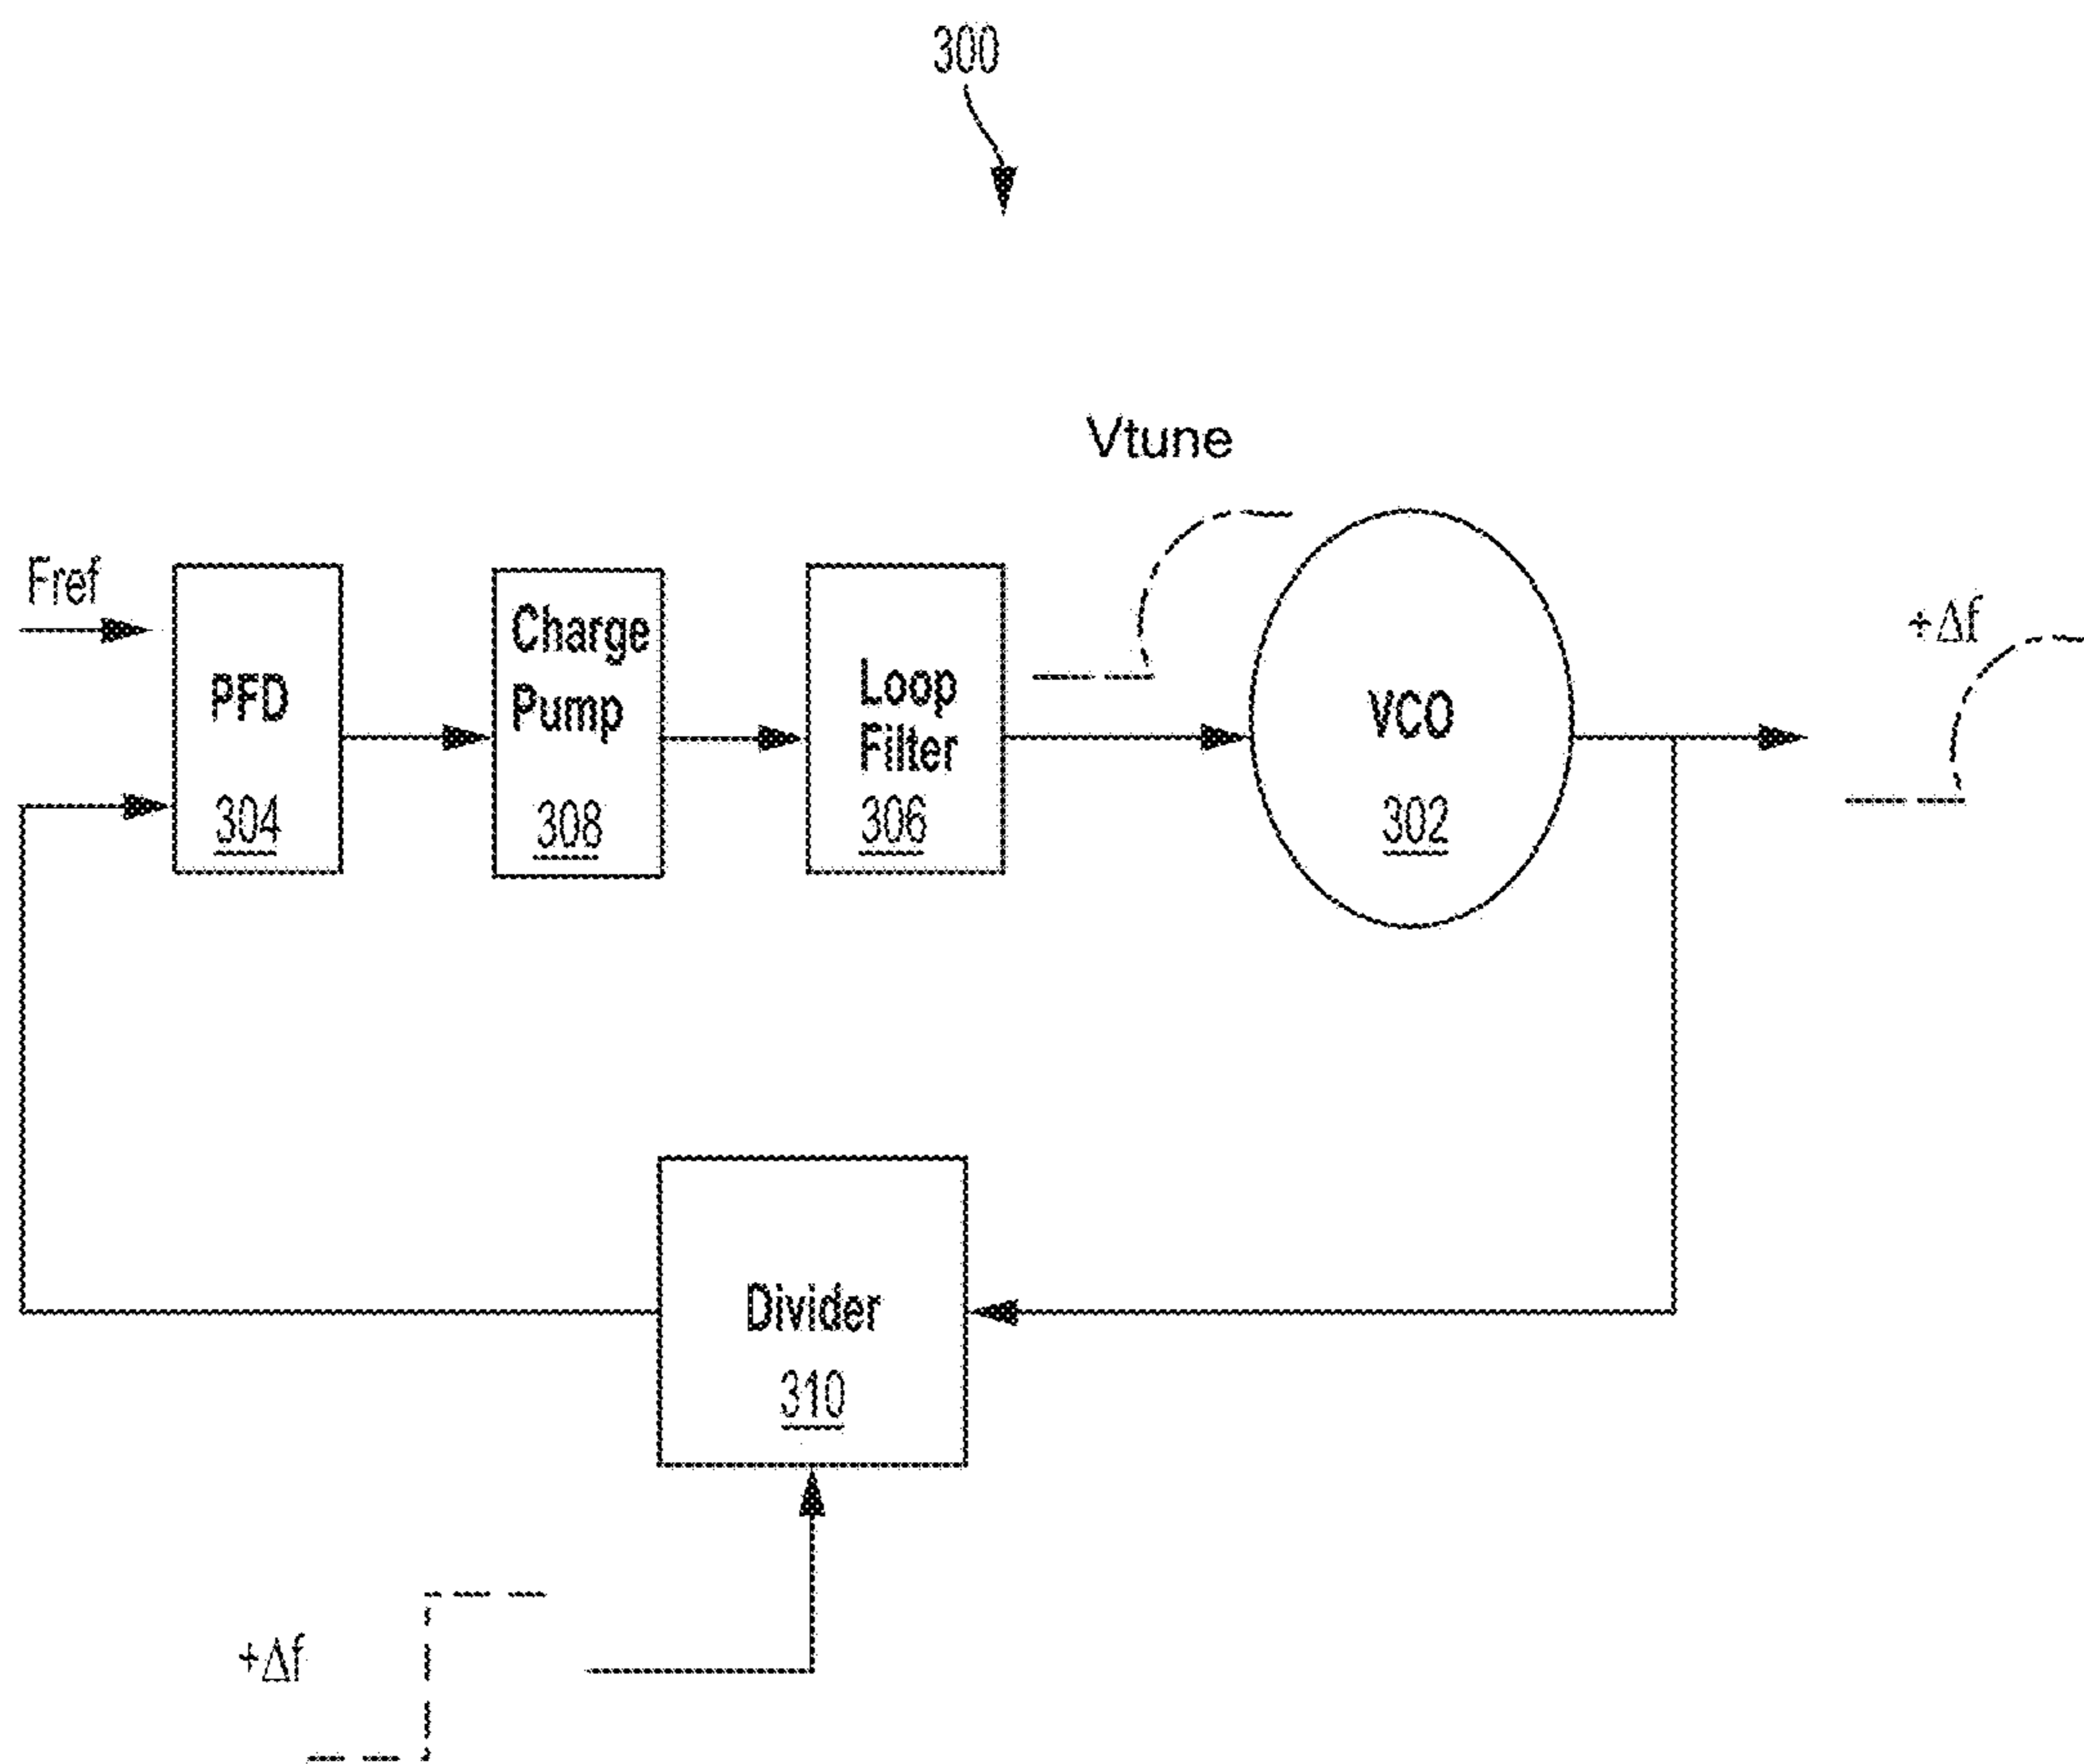 300
Vtune
Fref
PFD
304
Charge
Pump
308
Loop
Filter
306
VCO
302
+Δf
Divider
310
+Δf